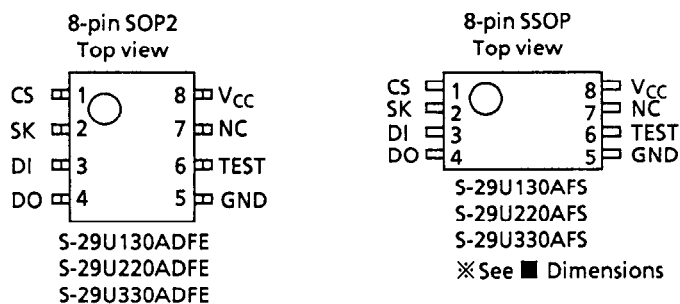 8-pin SOP2
Top view
CS 1 8 VCC
SK 2 7 NC
DI 3 6 TEST
DO 4 5 GND
S-29U130ADFE
S-29U220ADFE
S-29U330ADFE
8-pin SSOP
Top view
CS 1 8 VCC
SK 2 7 NC
DI 3 6 TEST
DO 4 5 GND
S-29U130AFS
S-29U220AFS
S-29U330AFS
※See ■ Dimensions